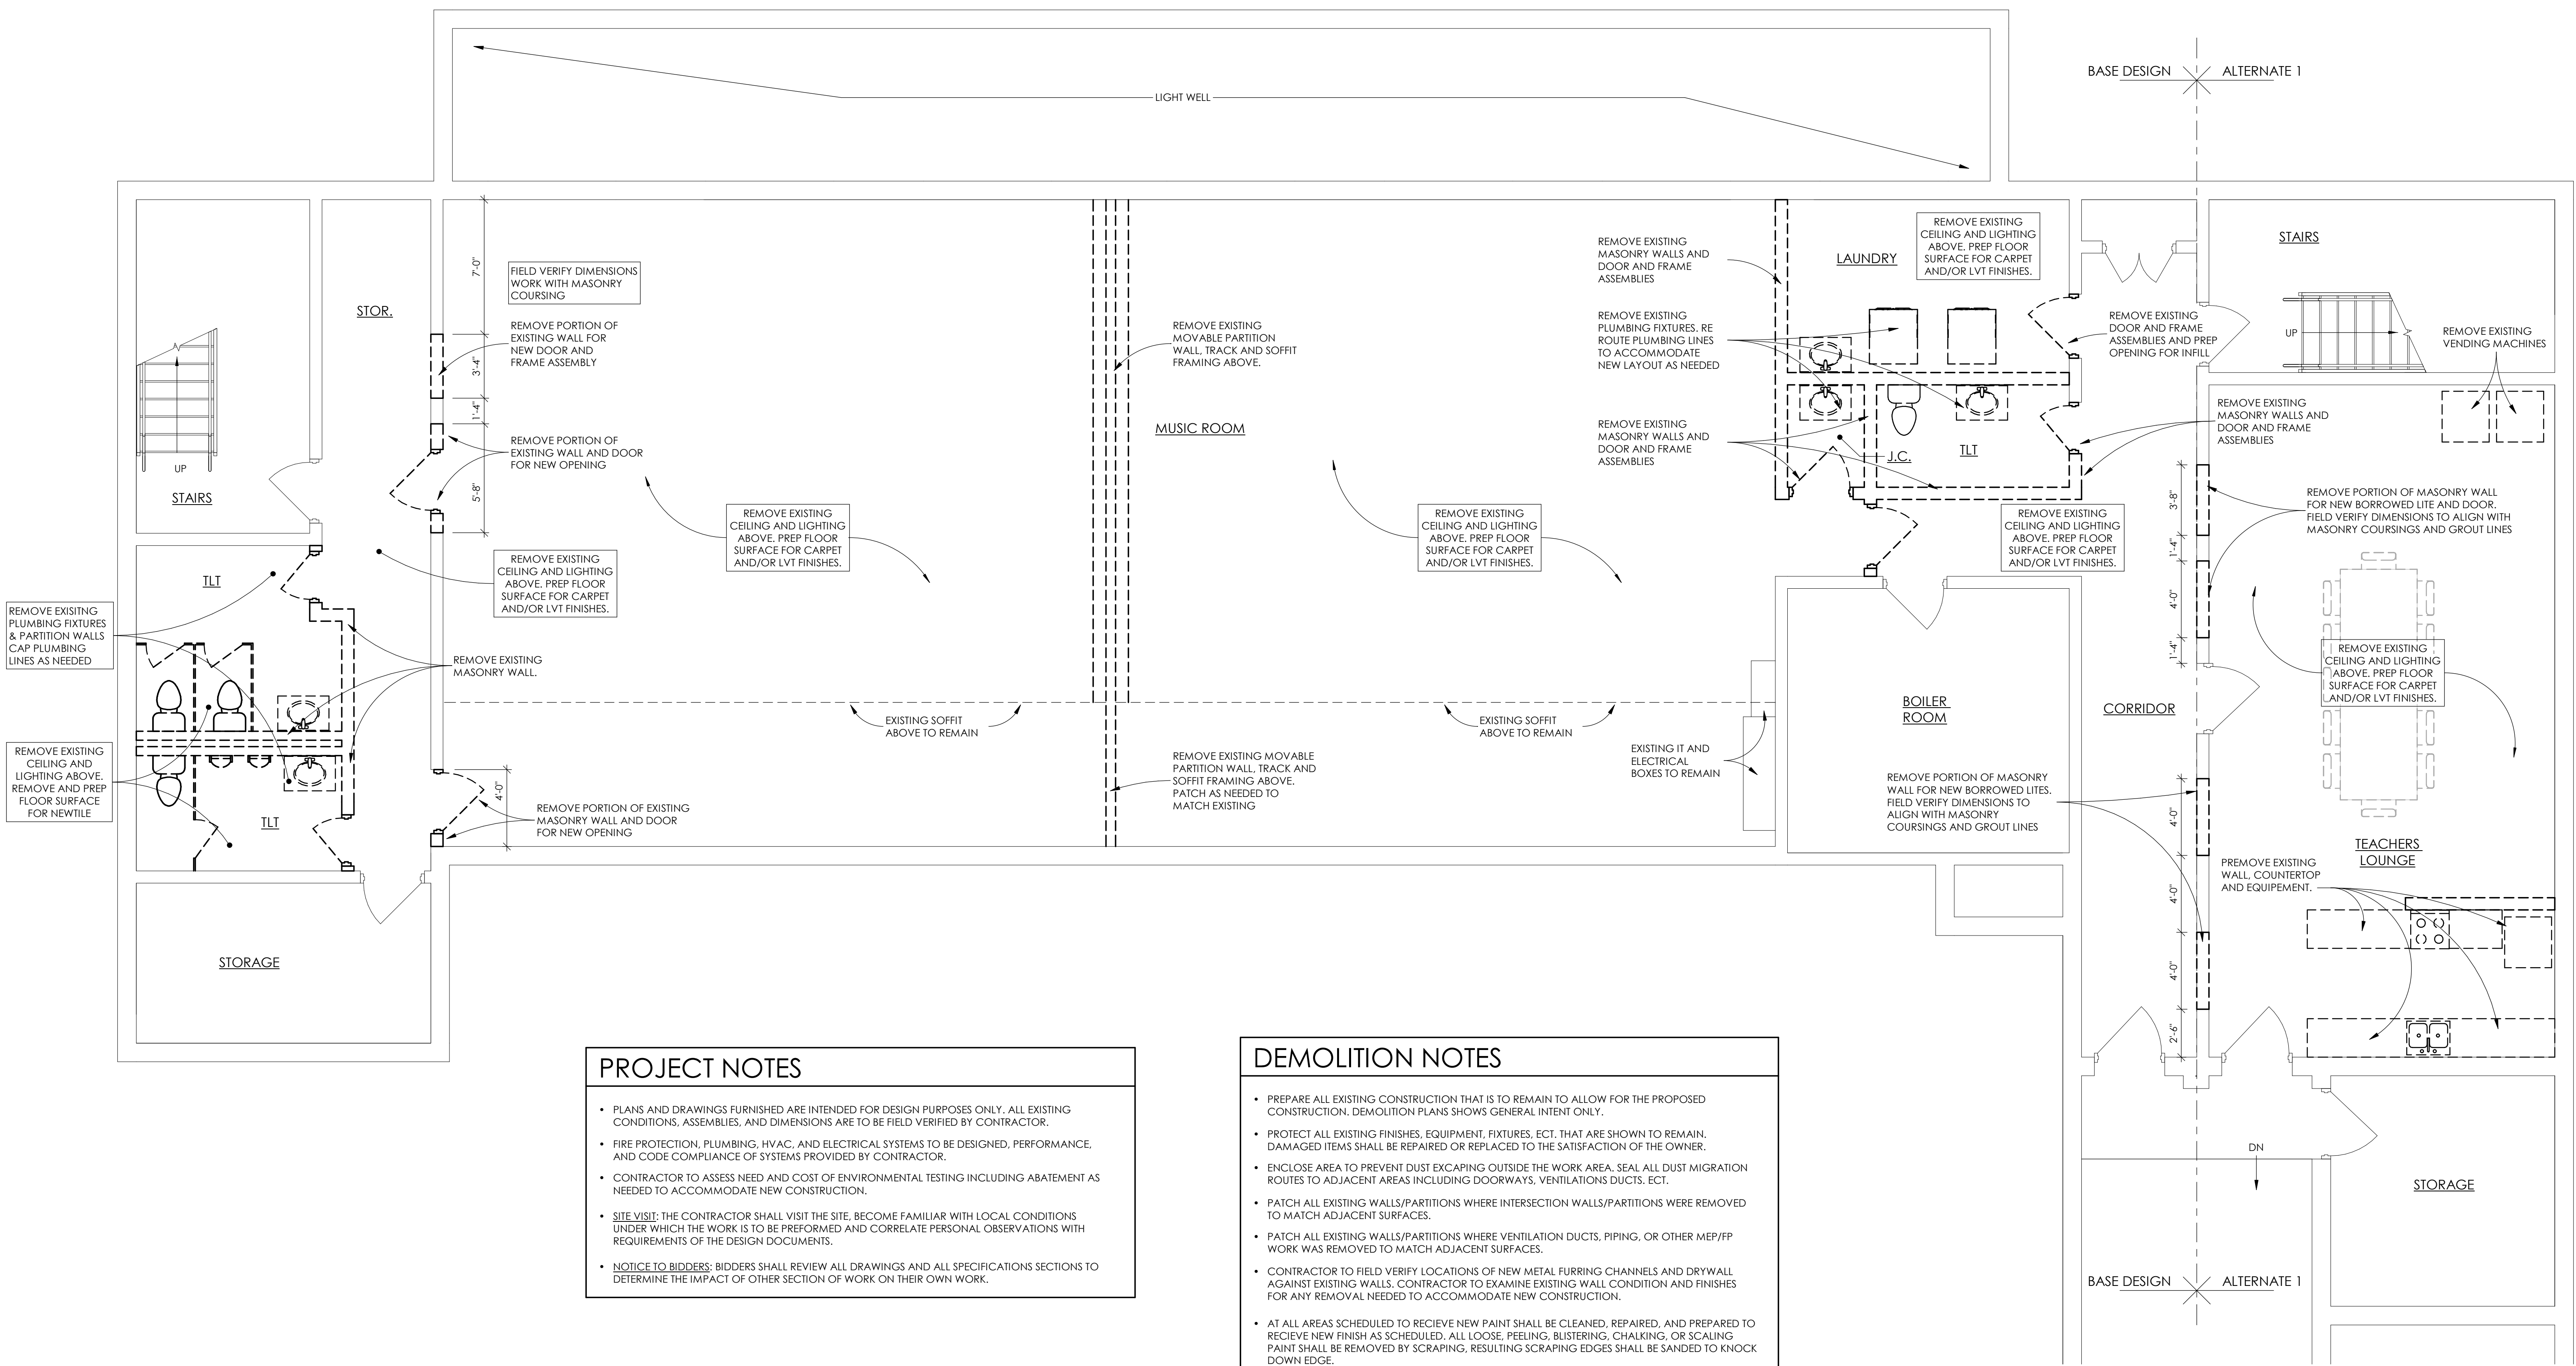 BASE DESIGN
ALTERNATE 1
LIGHT WELL
STAIRS
UP
STOR.
7'-0"
3'-4"
1'-4"
5'-8"
FIELD VERIFY DIMENSIONS
WORK WITH MASONRY
COURSING
REMOVE PORTION OF
EXISTING WALL FOR
NEW DOOR AND
FRAME ASSEMBLY
REMOVE PORTION OF
EXISTING WALL AND DOOR
FOR NEW OPENING
REMOVE EXISTING
CEILING AND LIGHTING
ABOVE. PREP FLOOR
SURFACE FOR CARPET
AND/OR LVT FINISHES.
REMOVE EXISTING
CEILING AND LIGHTING
ABOVE. PREP FLOOR
SURFACE FOR CARPET
AND/OR LVT FINISHES.
TLT
REMOVE EXISITNG
PLUMBING FIXTURES
& PARTITION WALLS
CAP PLUMBING
LINES AS NEEDED
REMOVE EXISTING
MASONRY WALL.
REMOVE EXISTING
CEILING AND
LIGHTING ABOVE.
REMOVE AND PREP
FLOOR SURFACE
FOR NEWTILE
TLT
4'-0"
REMOVE PORTION OF EXISTING
MASONRY WALL AND DOOR
FOR NEW OPENING
STORAGE
REMOVE EXISTING
MOVABLE PARTITION
WALL, TRACK AND SOFFIT
FRAMING ABOVE.
MUSIC ROOM
REMOVE EXISTING
CEILING AND LIGHTING
ABOVE. PREP FLOOR
SURFACE FOR CARPET
AND/OR LVT FINISHES.
EXISTING SOFFIT
ABOVE TO REMAIN
EXISTING SOFFIT
ABOVE TO REMAIN
REMOVE EXISTING MOVABLE
PARTITION WALL, TRACK AND
SOFFIT FRAMING ABOVE.
PATCH AS NEEDED TO
MATCH EXISTING
EXISTING IT AND
ELECTRICAL
BOXES TO REMAIN
REMOVE EXISTING
MASONRY WALLS AND
DOOR AND FRAME
ASSEMBLIES
REMOVE EXISTING
PLUMBING FIXTURES. RE
ROUTE PLUMBING LINES
TO ACCOMMODATE
NEW LAYOUT AS NEEDED
REMOVE EXISTING
MASONRY WALLS AND
DOOR AND FRAME
ASSEMBLIES
LAUNDRY
REMOVE EXISTING
CEILING AND LIGHTING
ABOVE. PREP FLOOR
SURFACE FOR CARPET
AND/OR LVT FINISHES.
J.C.
TLT
REMOVE EXISTING
DOOR AND FRAME
ASSEMBLIES AND PREP
OPENING FOR INFILL
REMOVE EXISTING
MASONRY WALLS AND
DOOR AND FRAME
ASSEMBLIES
REMOVE EXISTING
CEILING AND LIGHTING
ABOVE. PREP FLOOR
SURFACE FOR CARPET
AND/OR LVT FINISHES.
BOILER
ROOM
CORRIDOR
REMOVE PORTION OF MASONRY
WALL FOR NEW BORROWED LITES.
FIELD VERIFY DIMENSIONS TO
ALIGN WITH MASONRY
COURSINGS AND GROUT LINES
STAIRS
UP
REMOVE EXISTING
VENDING MACHINES
3'-8"
1'-4"
4'-0"
1'-4"
REMOVE PORTION OF MASONRY WALL
FOR NEW BORROWED LITE AND DOOR.
FIELD VERIFY DIMENSIONS TO ALIGN WITH
MASONRY COURSINGS AND GROUT LINES
REMOVE EXISTING
CEILING AND LIGHTING
ABOVE. PREP FLOOR
SURFACE FOR CARPET
AND/OR LVT FINISHES.
4'-0"
4'-0"
4'-0"
2'-6"
TEACHERS
LOUNGE
PREMOVE EXISTING
WALL, COUNTERTOP
AND EQUIPEMENT.
DN
STORAGE
BASE DESIGN
ALTERNATE 1
PROJECT NOTES
• PLANS AND DRAWINGS FURNISHED ARE INTENDED FOR DESIGN PURPOSES ONLY. ALL EXISTING
CONDITIONS, ASSEMBLIES, AND DIMENSIONS ARE TO BE FIELD VERIFIED BY CONTRACTOR.
• FIRE PROTECTION, PLUMBING, HVAC, AND ELECTRICAL SYSTEMS TO BE DESIGNED, PERFORMANCE,
AND CODE COMPLIANCE OF SYSTEMS PROVIDED BY CONTRACTOR.
• CONTRACTOR TO ASSESS NEED AND COST OF ENVIRONMENTAL TESTING INCLUDING ABATEMENT AS
NEEDED TO ACCOMMODATE NEW CONSTRUCTION.
• SITE VISIT: THE CONTRACTOR SHALL VISIT THE SITE, BECOME FAMILIAR WITH LOCAL CONDITIONS
UNDER WHICH THE WORK IS TO BE PREFORMED AND CORRELATE PERSONAL OBSERVATIONS WITH
REQUIREMENTS OF THE DESIGN DOCUMENTS.
• NOTICE TO BIDDERS: BIDDERS SHALL REVIEW ALL DRAWINGS AND ALL SPECIFICATIONS SECTIONS TO
DETERMINE THE IMPACT OF OTHER SECTION OF WORK ON THEIR OWN WORK.
DEMOLITION NOTES
• PREPARE ALL EXISTING CONSTRUCTION THAT IS TO REMAIN TO ALLOW FOR THE PROPOSED
CONSTRUCTION. DEMOLITION PLANS SHOWS GENERAL INTENT ONLY.
• PROTECT ALL EXISTING FINISHES, EQUIPMENT, FIXTURES, ECT. THAT ARE SHOWN TO REMAIN.
DAMAGED ITEMS SHALL BE REPAIRED OR REPLACED TO THE SATISFACTION OF THE OWNER.
• ENCLOSE AREA TO PREVENT DUST EXCAPING OUTSIDE THE WORK AREA, SEAL ALL DUST MIGRATION
ROUTES TO ADJACENT AREAS INCLUDING DOORWAYS, VENTILATIONS DUCTS. ECT.
• PATCH ALL EXISTING WALLS/PARTITIONS WHERE INTERSECTION WALLS/PARTITIONS WERE REMOVED
TO MATCH ADJACENT SURFACES.
• PATCH ALL EXISTING WALLS/PARTITIONS WHERE VENTILATION DUCTS, PIPING, OR OTHER MEP/FP
WORK WAS REMOVED TO MATCH ADJACENT SURFACES.
• CONTRACTOR TO FIELD VERIFY LOCATIONS OF NEW METAL FURRING CHANNELS AND DRYWALL
AGAINST EXISTING WALLS. CONTRACTOR TO EXAMINE EXISTING WALL CONDITION AND FINISHES
FOR ANY REMOVAL NEEDED TO ACCOMMODATE NEW CONSTRUCTION.
• AT ALL AREAS SCHEDULED TO RECIEVE NEW PAINT SHALL BE CLEANED, REPAIRED, AND PREPARED TO
RECIEVE NEW FINISH AS SCHEDULED. ALL LOOSE, PEELING, BLISTERING, CHALKING, OR SCALING
PAINT SHALL BE REMOVED BY SCRAPING, RESULTING SCRAPING EDGES SHALL BE SANDED TO KNOCK
DOWN EDGE.